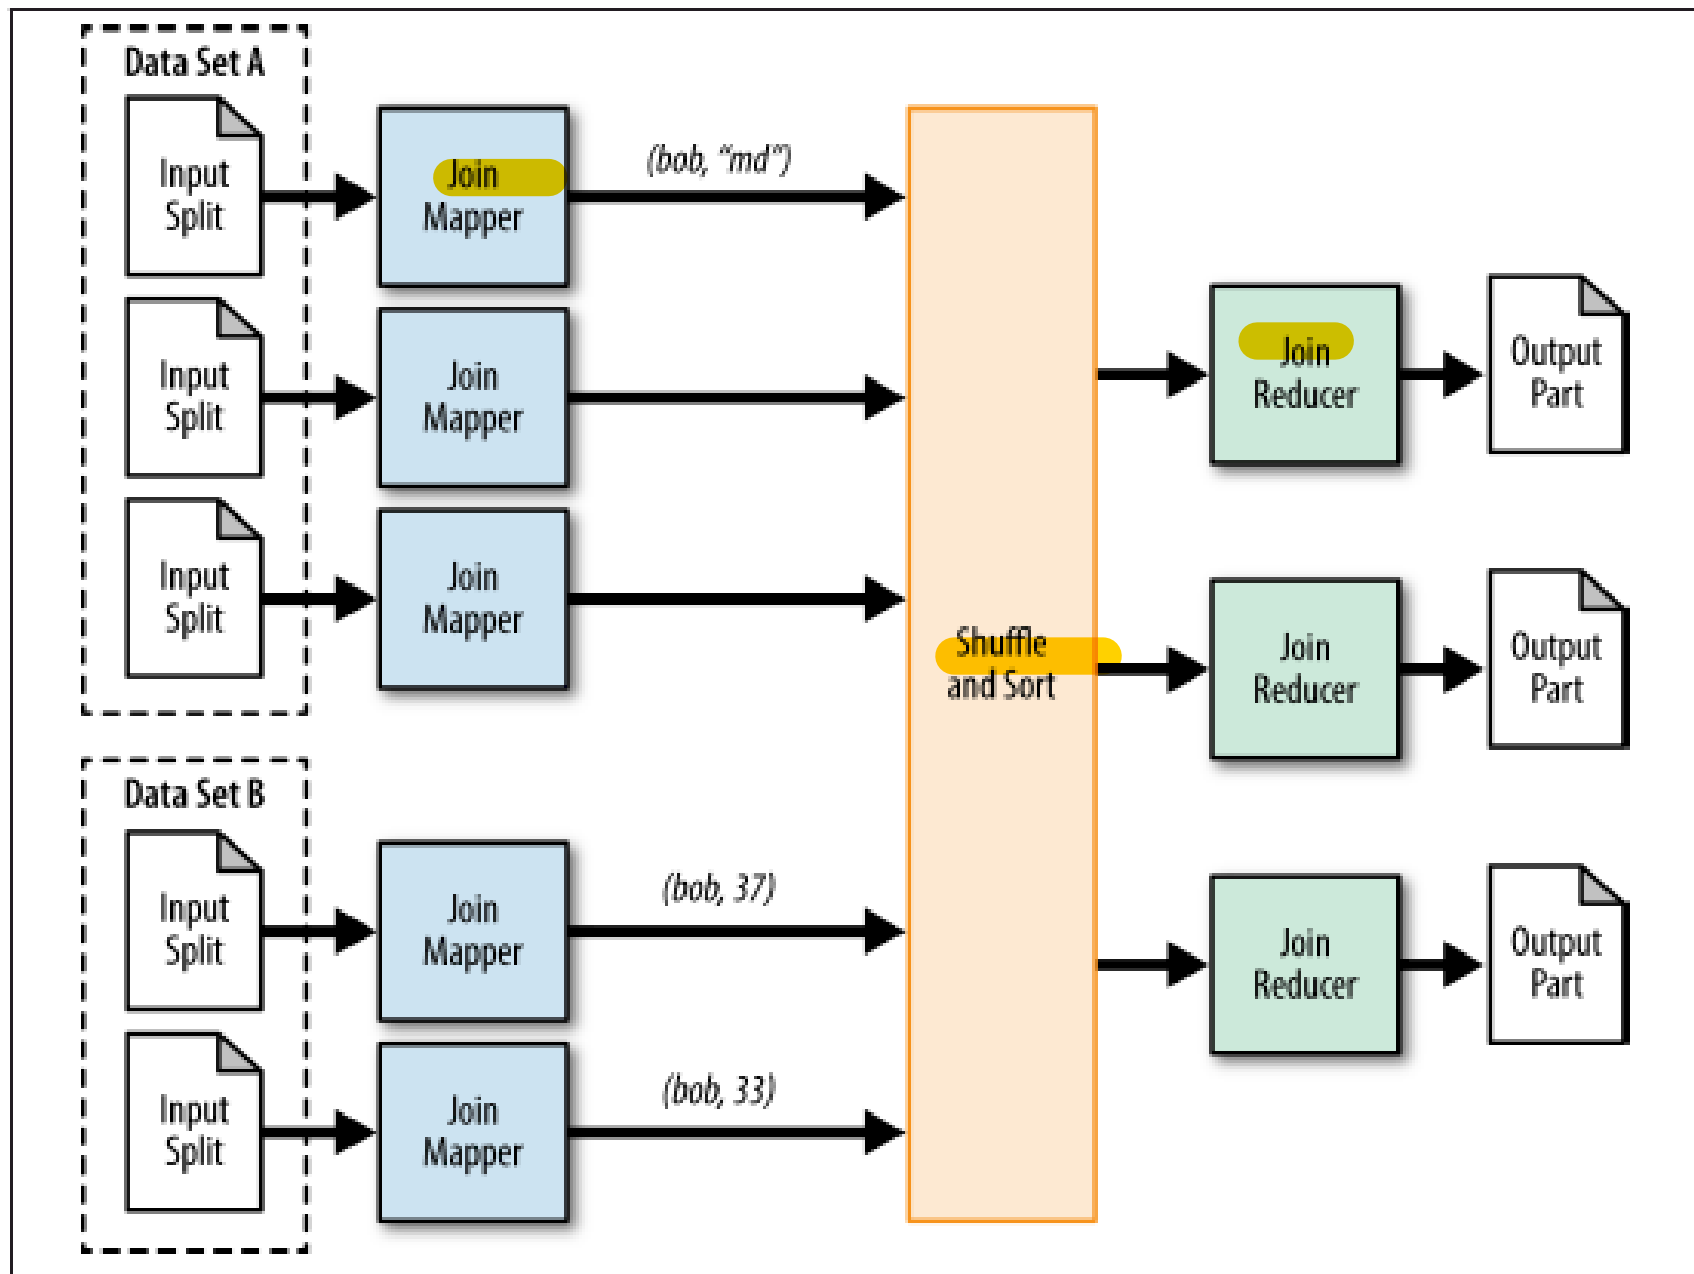 Data Set A
Input
Split
Join
Mapper
(bob, “md”)
Input
Split
Join
Mapper
Input
Split
Join
Mapper
Data Set B
Input
Split
Join
Mapper
(bob, 37)
Input
Split
Join
Mapper
(bob, 33)
Shuffle
and Sort
Join
Reducer
Output
Part
Join
Reducer
Output
Part
Join
Reducer
Output
Part